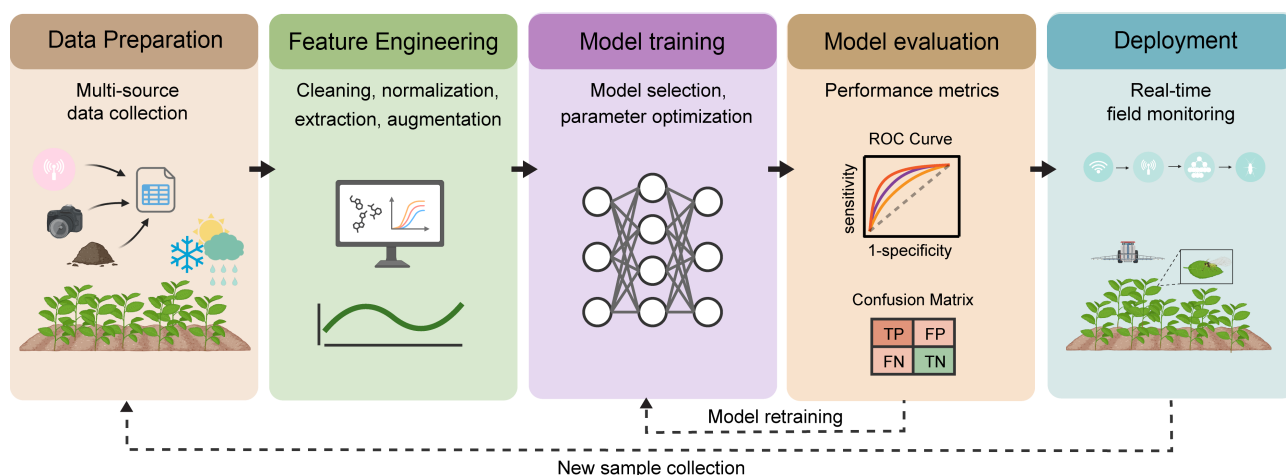 Data Preparation
Multi-source
data collection
Feature Engineering
Cleaning, normalization,
extraction, augmentation
Model training
Model selection,
parameter optimization
Model evaluation
Performance metrics
ROC Curve
sensitivity
1-specificity
Confusion Matrix
TP FP
FN TN
Deployment
Real-time
field monitoring
Model retraining
New sample collection